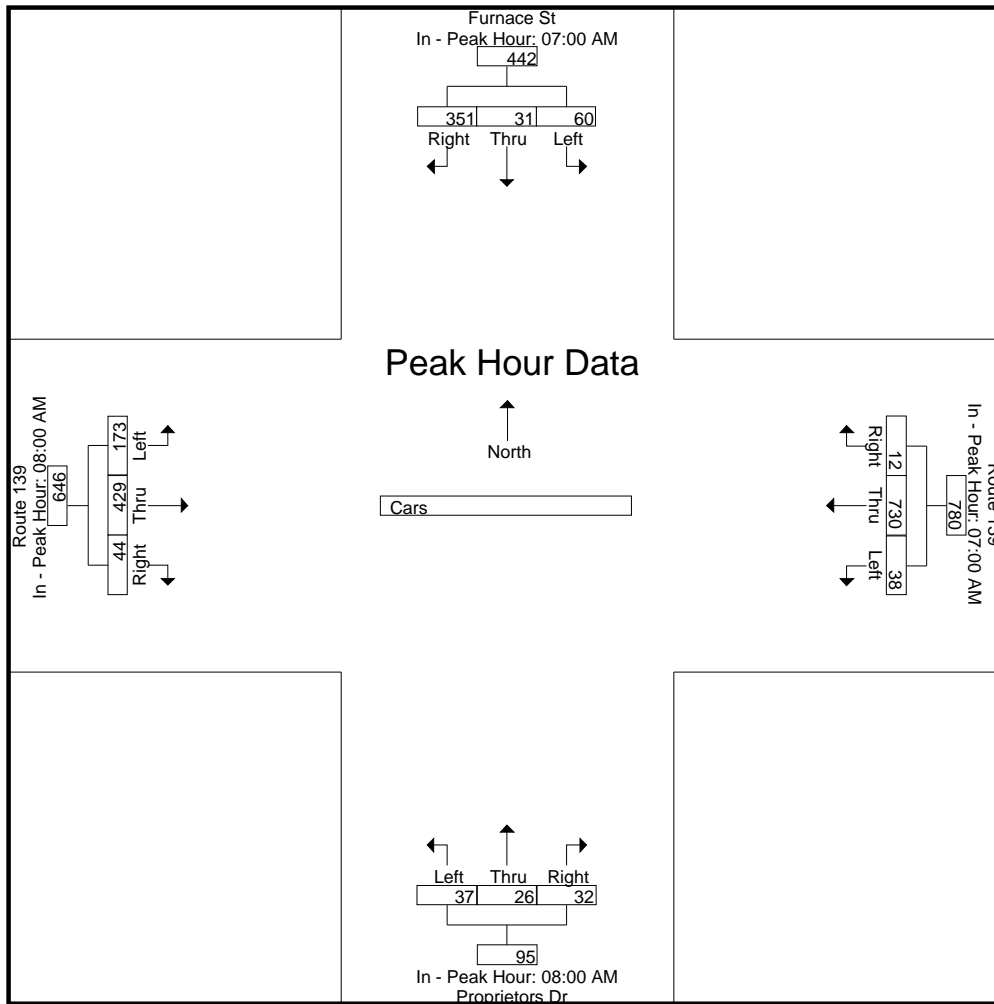 Furnace St
In - Peak Hour: 07:00 AM
442
351 31 60
Right Thru Left
Peak Hour Data
North
Cars
Route 139
In - Peak Hour: 08:00 AM
646
173 429 44
Left Thru Right
Route 139
In - Peak Hour: 07:00 AM
780
12 730 38
Right Thru Left
Left Thru Right
37 26 32
95
In - Peak Hour: 08:00 AM
Proprietors Dr